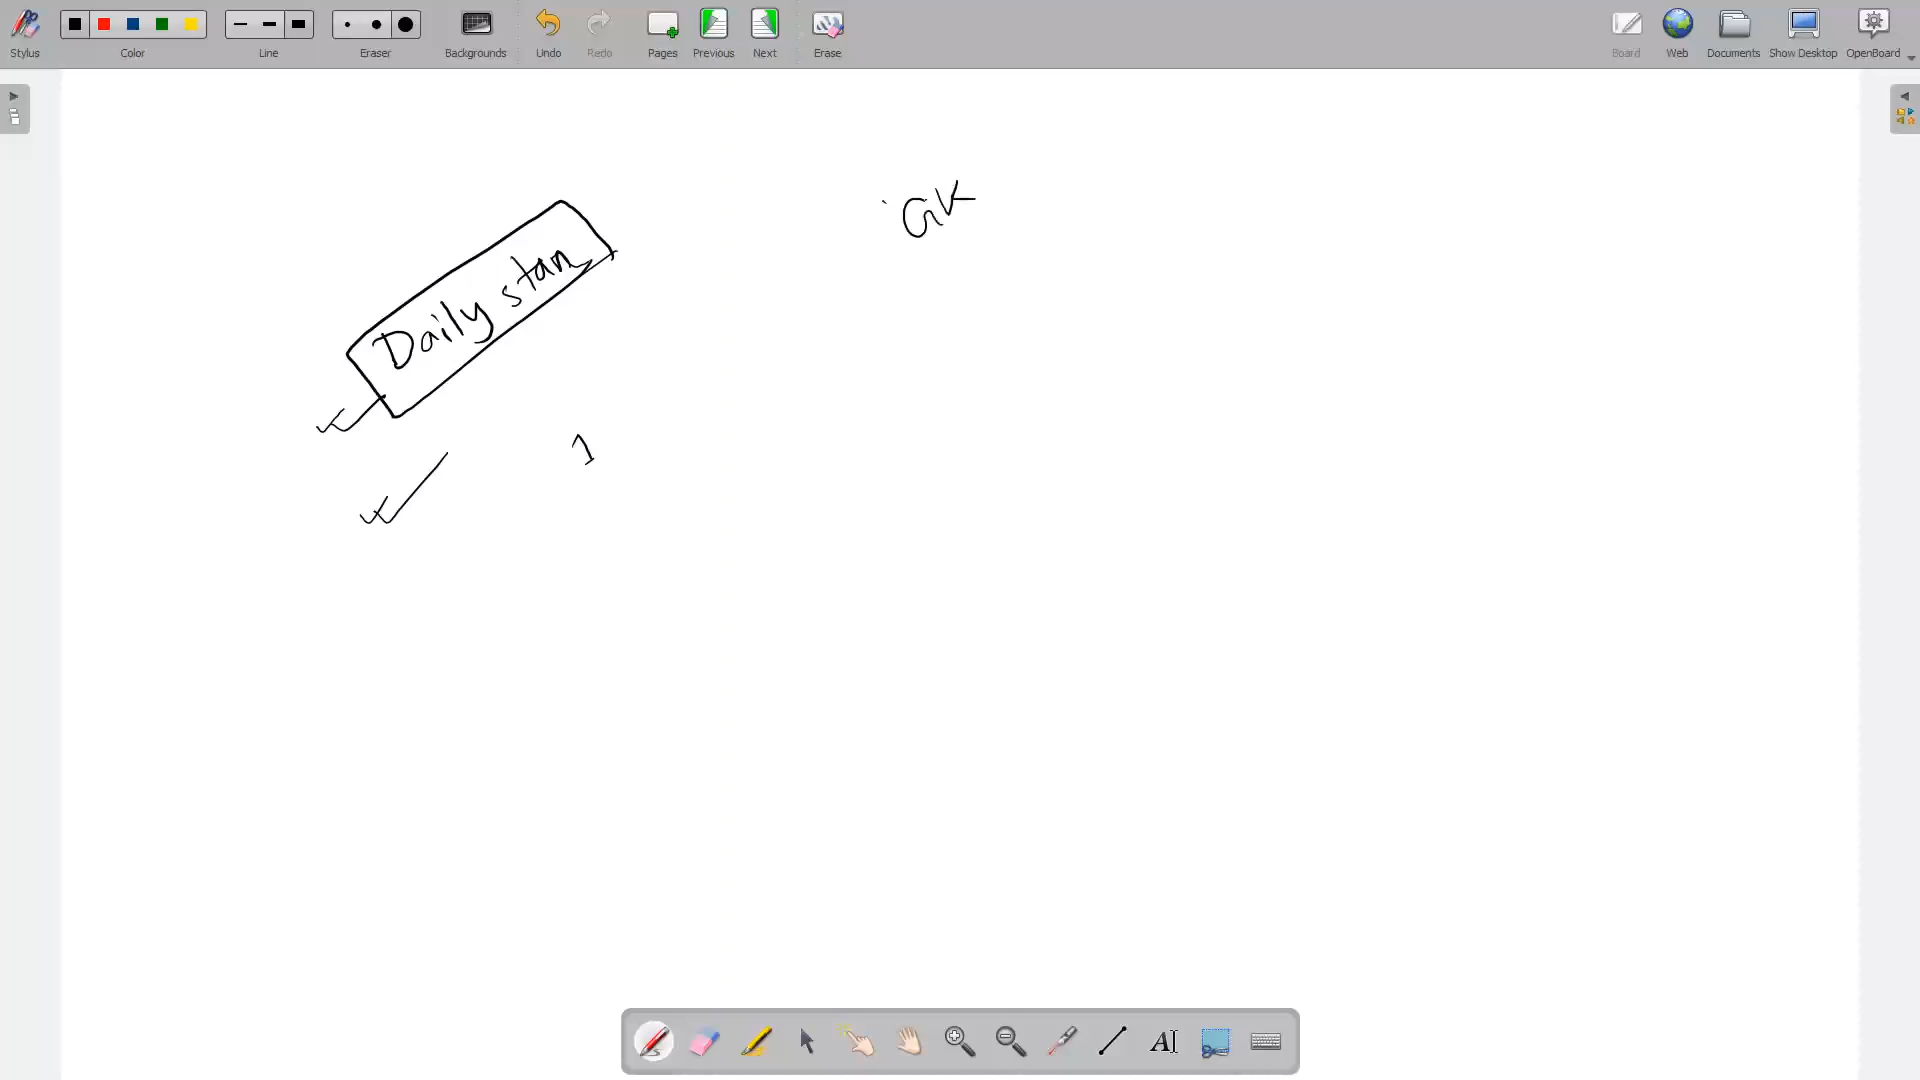 Stylus
Color
Line
Eraser
Backgrounds
Undo
Redo
Pages
Previous
Next
Erase
Board
Web
Documents
Show Desktop
OpenBoard
GK
Daily stan
1